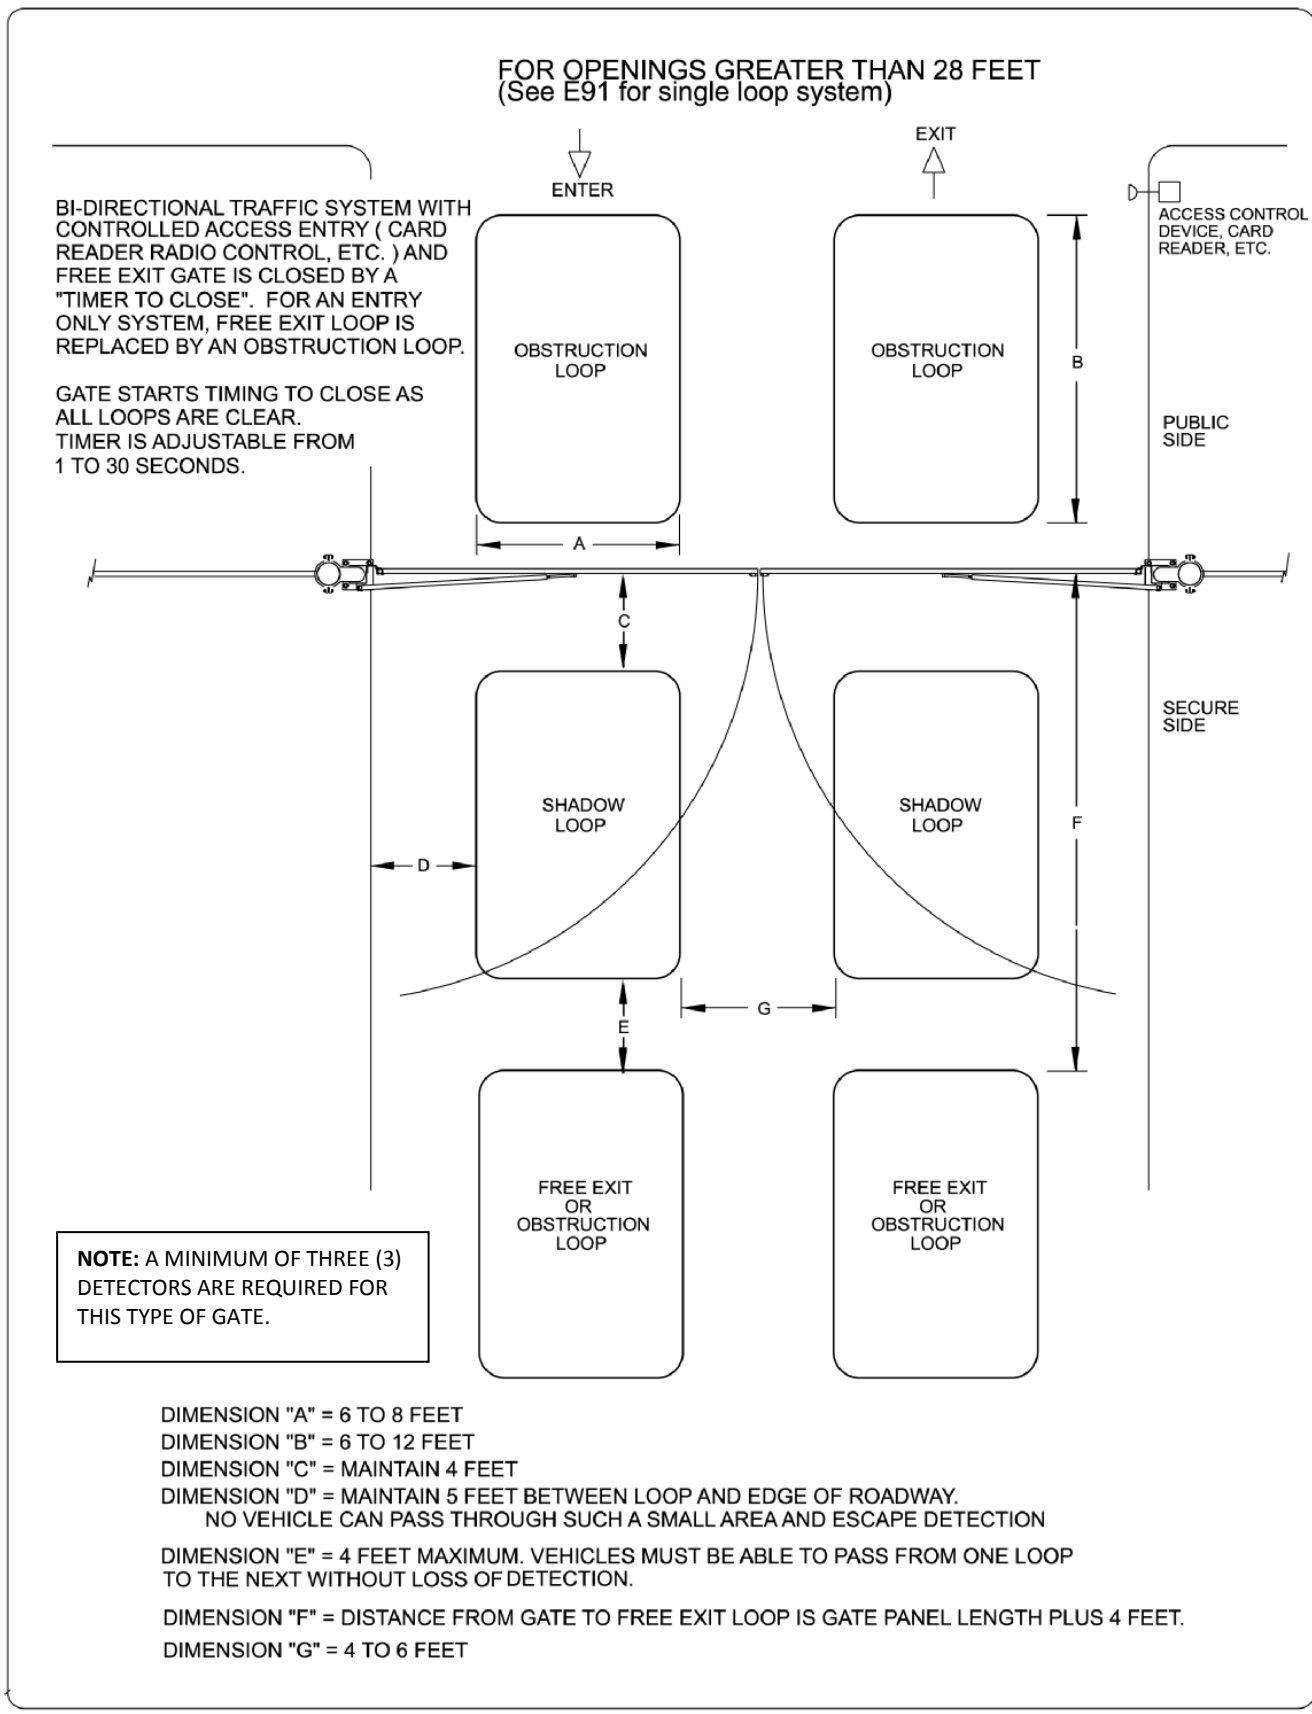 FOR OPENINGS GREATER THAN 28 FEET
(See E91 for single loop system)
ENTER
EXIT
BI-DIRECTIONAL TRAFFIC SYSTEM WITH
CONTROLLED ACCESS ENTRY ( CARD
READER RADIO CONTROL, ETC. ) AND
FREE EXIT GATE IS CLOSED BY A
"TIMER TO CLOSE". FOR AN ENTRY
ONLY SYSTEM, FREE EXIT LOOP IS
REPLACED BY AN OBSTRUCTION LOOP.
GATE STARTS TIMING TO CLOSE AS
ALL LOOPS ARE CLEAR.
TIMER IS ADJUSTABLE FROM
1 TO 30 SECONDS.
ACCESS CONTROL
DEVICE, CARD
READER, ETC.
OBSTRUCTION
LOOP
OBSTRUCTION
LOOP
B
PUBLIC
SIDE
A
C
SECURE
SIDE
SHADOW
LOOP
SHADOW
LOOP
F
D
G
E
FREE EXIT
OR
OBSTRUCTION
LOOP
FREE EXIT
OR
OBSTRUCTION
LOOP
NOTE: A MINIMUM OF THREE (3)
DETECTORS ARE REQUIRED FOR
THIS TYPE OF GATE.
DIMENSION "A" = 6 TO 8 FEET
DIMENSION "B" = 6 TO 12 FEET
DIMENSION "C" = MAINTAIN 4 FEET
DIMENSION "D" = MAINTAIN 5 FEET BETWEEN LOOP AND EDGE OF ROADWAY.
NO VEHICLE CAN PASS THROUGH SUCH A SMALL AREA AND ESCAPE DETECTION
DIMENSION "E" = 4 FEET MAXIMUM. VEHICLES MUST BE ABLE TO PASS FROM ONE LOOP
TO THE NEXT WITHOUT LOSS OF DETECTION.
DIMENSION "F" = DISTANCE FROM GATE TO FREE EXIT LOOP IS GATE PANEL LENGTH PLUS 4 FEET.
DIMENSION "G" = 4 TO 6 FEET